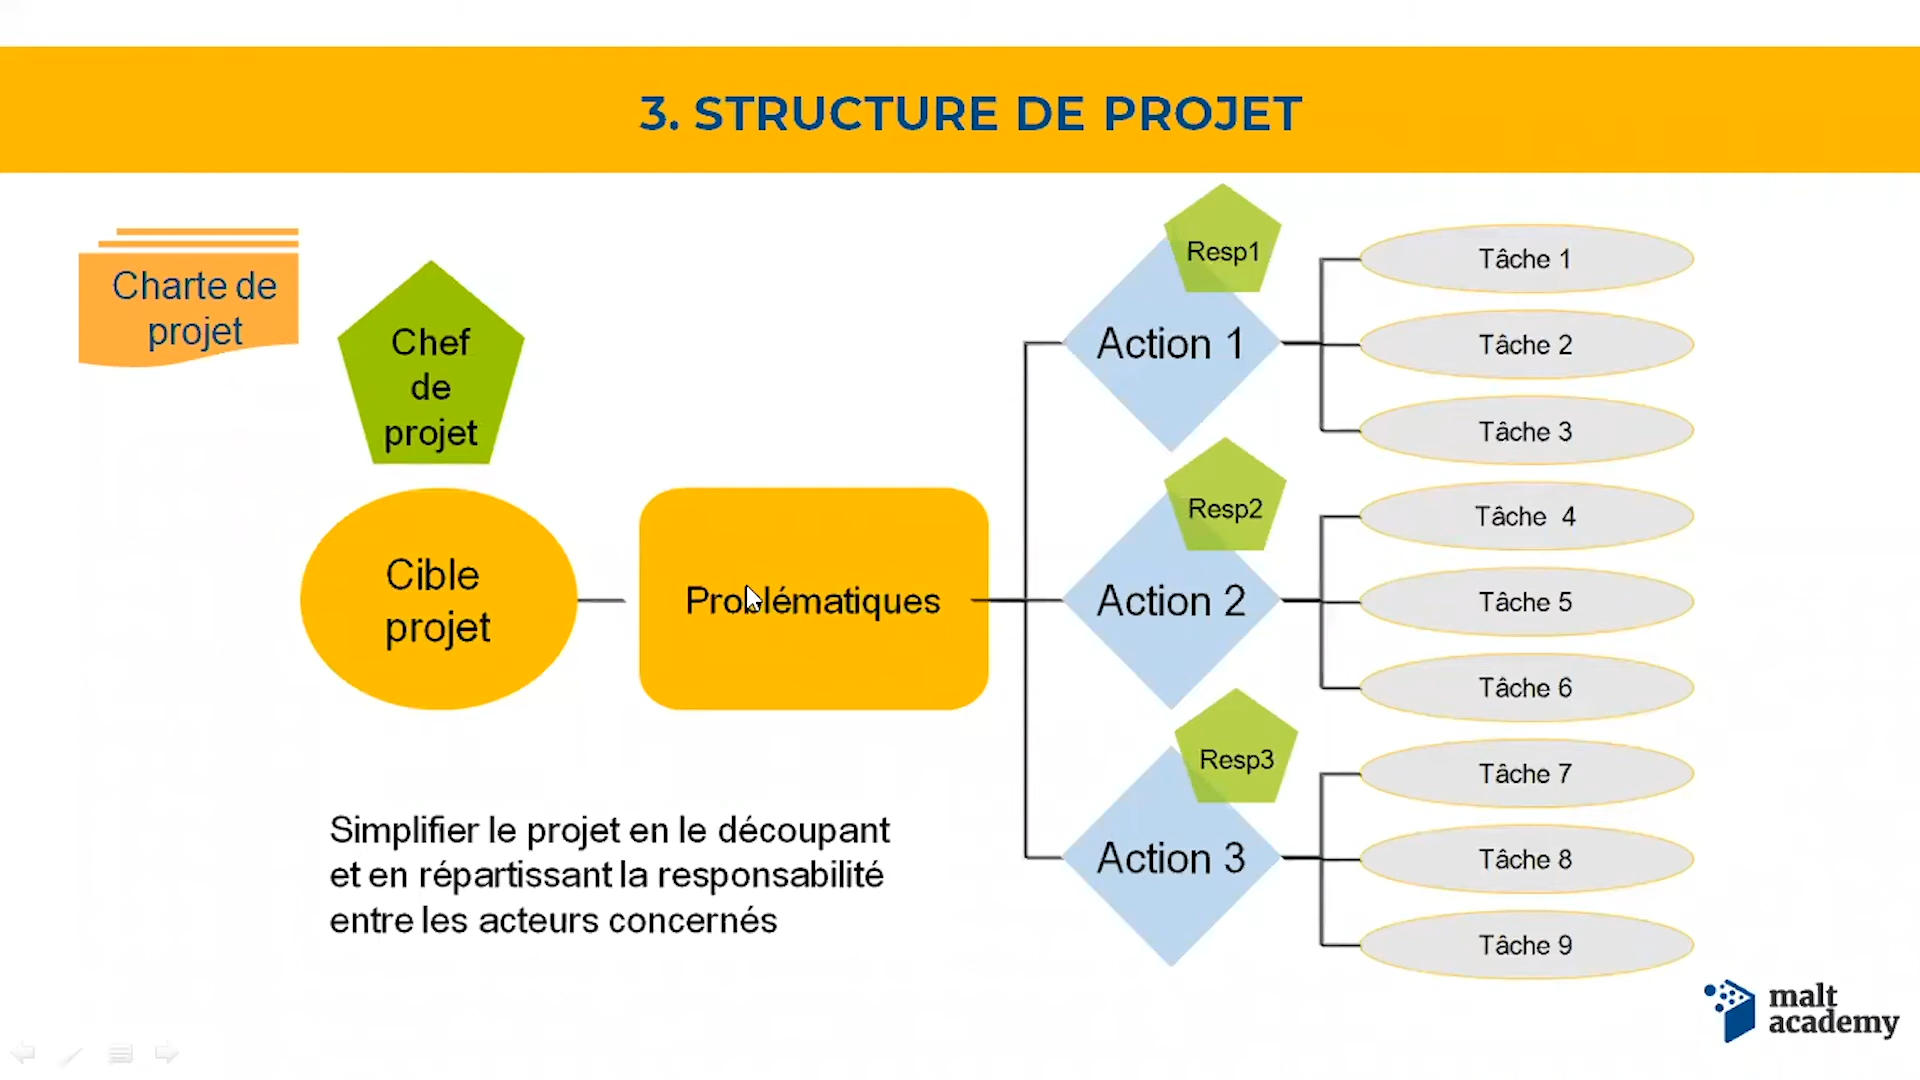 3. STRUCTURE DE PROJET
Charte de
projet
Chef
de
projet
Cible
projet
Problématiques
Resp1
Action 1
Tâche 1
Tâche 2
Tâche 3
Resp2
Action 2
Tâche 4
Tâche 5
Tâche 6
Resp3
Action 3
Tâche 7
Tâche 8
Tâche 9
Simplifier le projet en le découpant
et en répartissant la responsabilité
entre les acteurs concernés
malt
academy